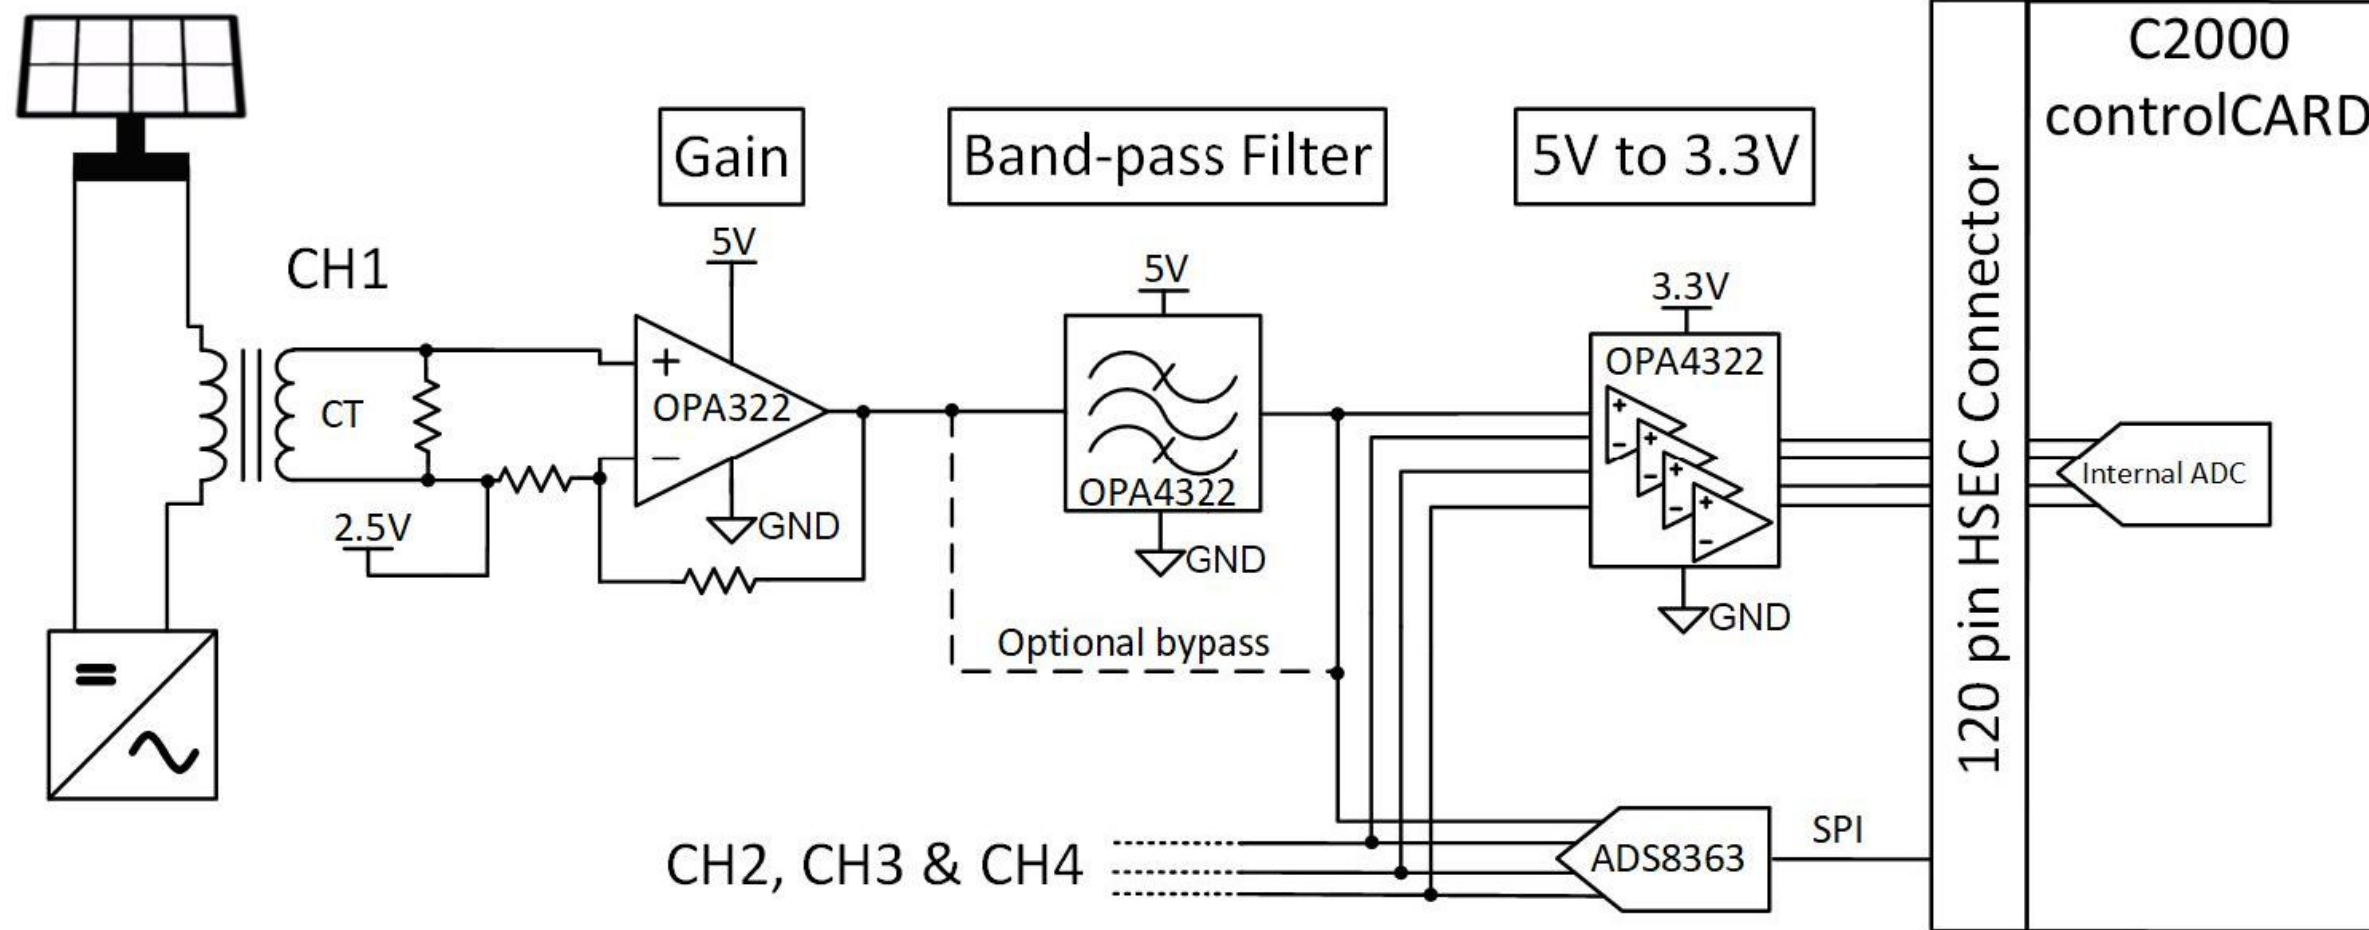 C2000
controlCARD
Gain
Band-pass Filter
5V to 3.3V
CH1
5V
5V
3.3V
CT
+
OPA322
−
2.5V
GND
OPA4322
GND
OPA4322
+
−
+
−
+
−
+
−
GND
Optional bypass
120 pin HSEC Connector
Internal ADC
CH2, CH3 & CH4
ADS8363
SPI